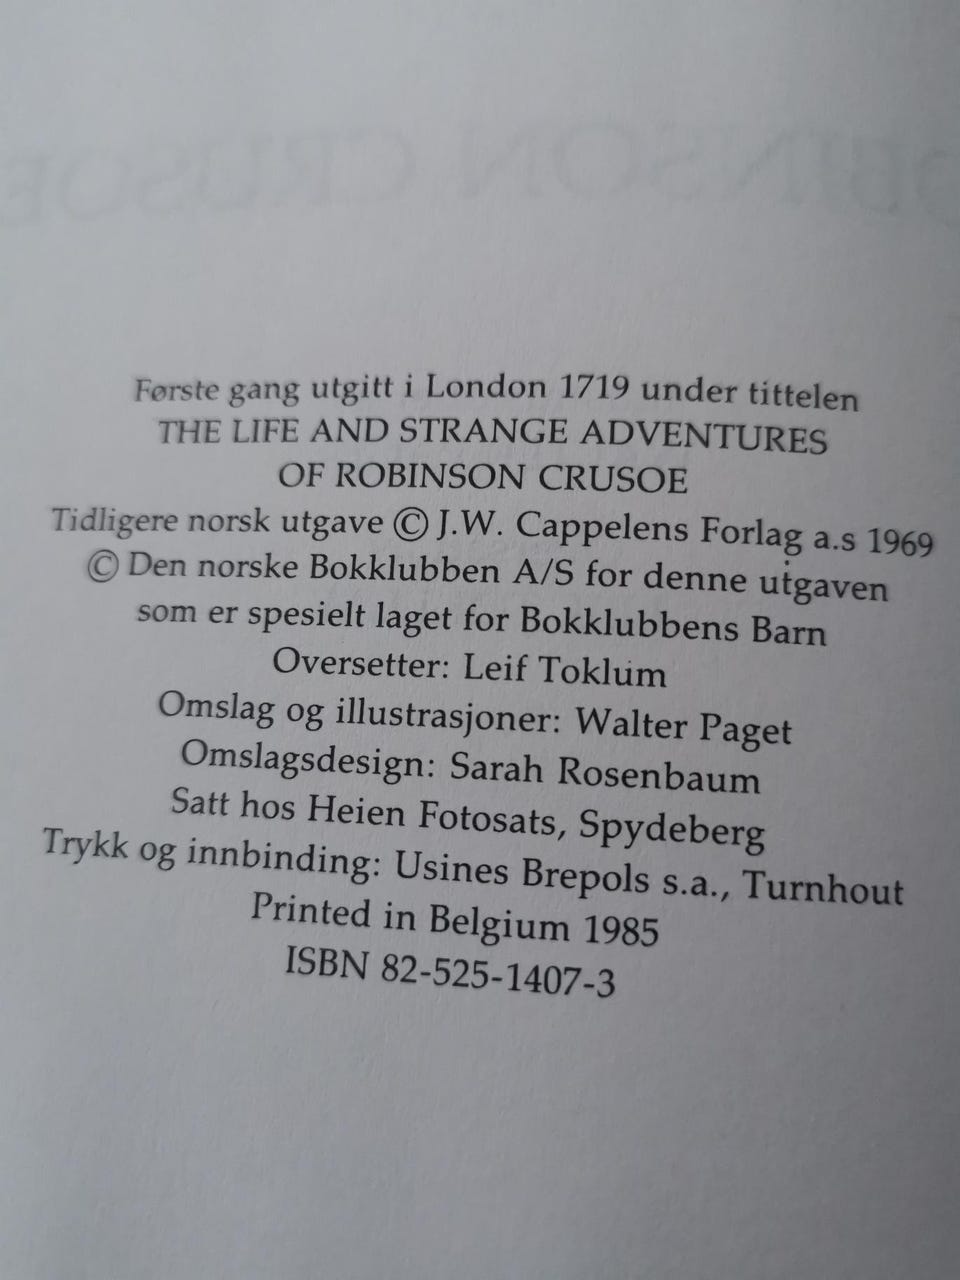 Første gang utgitt i London 1719 under tittelen
THE LIFE AND STRANGE ADVENTURES
OF ROBINSON CRUSOE
Tidligere norsk utgave © J.W. Cappelens Forlag a.s 1969
© Den norske Bokklubben A/S for denne utgaven
som er spesielt laget for Bokklubbens Barn
Oversetter: Leif Toklum
Omslag og illustrasjoner: Walter Paget
Omslagsdesign: Sarah Rosenbaum
Satt hos Heien Fotosats, Spydeberg
Trykk og innbinding: Usines Brepols s.a., Turnhout
Printed in Belgium 1985
ISBN 82-525-1407-3